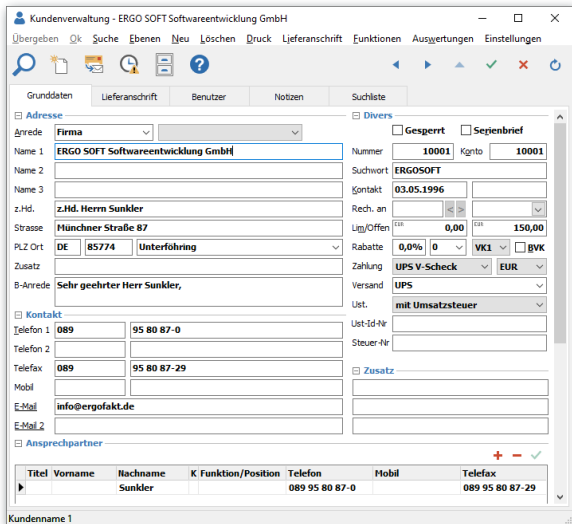 Kundenverwaltung - ERGO SOFT Softwareentwicklung GmbH
Übergeben Ok Suche Ebenen Neu Löschen Druck Lieferanschrift Funktionen Auswertungen Einstellungen
Grunddaten Lieferanschrift Benutzer Notizen Suchliste
Adresse
Anrede Firma
Name 1 ERGO SOFT Softwareentwicklung GmbH
Name 2
Name 3
z.Hd. z.Hd. Herrn Sunkler
Strasse Münchner Straße 87
PLZ Ort DE 85774 Unterföhring
Zusatz
B-Anrede Sehr geehrter Herr Sunkler,
Kontakt
Telefon 1 089 95 80 87-0
Telefon 2
Telefax 089 95 80 87-29
Mobil
E-Mail info@ergofakt.de
E-Mail 2
Divers
Gesperrt Serienbrief
Nummer 10001 Konto 10001
Suchwort ERGOSOFT
Kontakt 03.05.1996
Rech. an < >
Lim/Offen EUR 0,00 EUR 150,00
Rabatte 0,0% 0 VK1 BVK
Zahlung UPS V-Scheck EUR
Versand UPS
Ust. mit Umsatzsteuer
Ust-Id-Nr
Steuer-Nr
Zusatz
Ansprechpartner
Titel Vorname Nachname K Funktion/Position Telefon Mobil Telefax
Sunkler 089 95 80 87-0 089 95 80 87-29
Kundenname 1